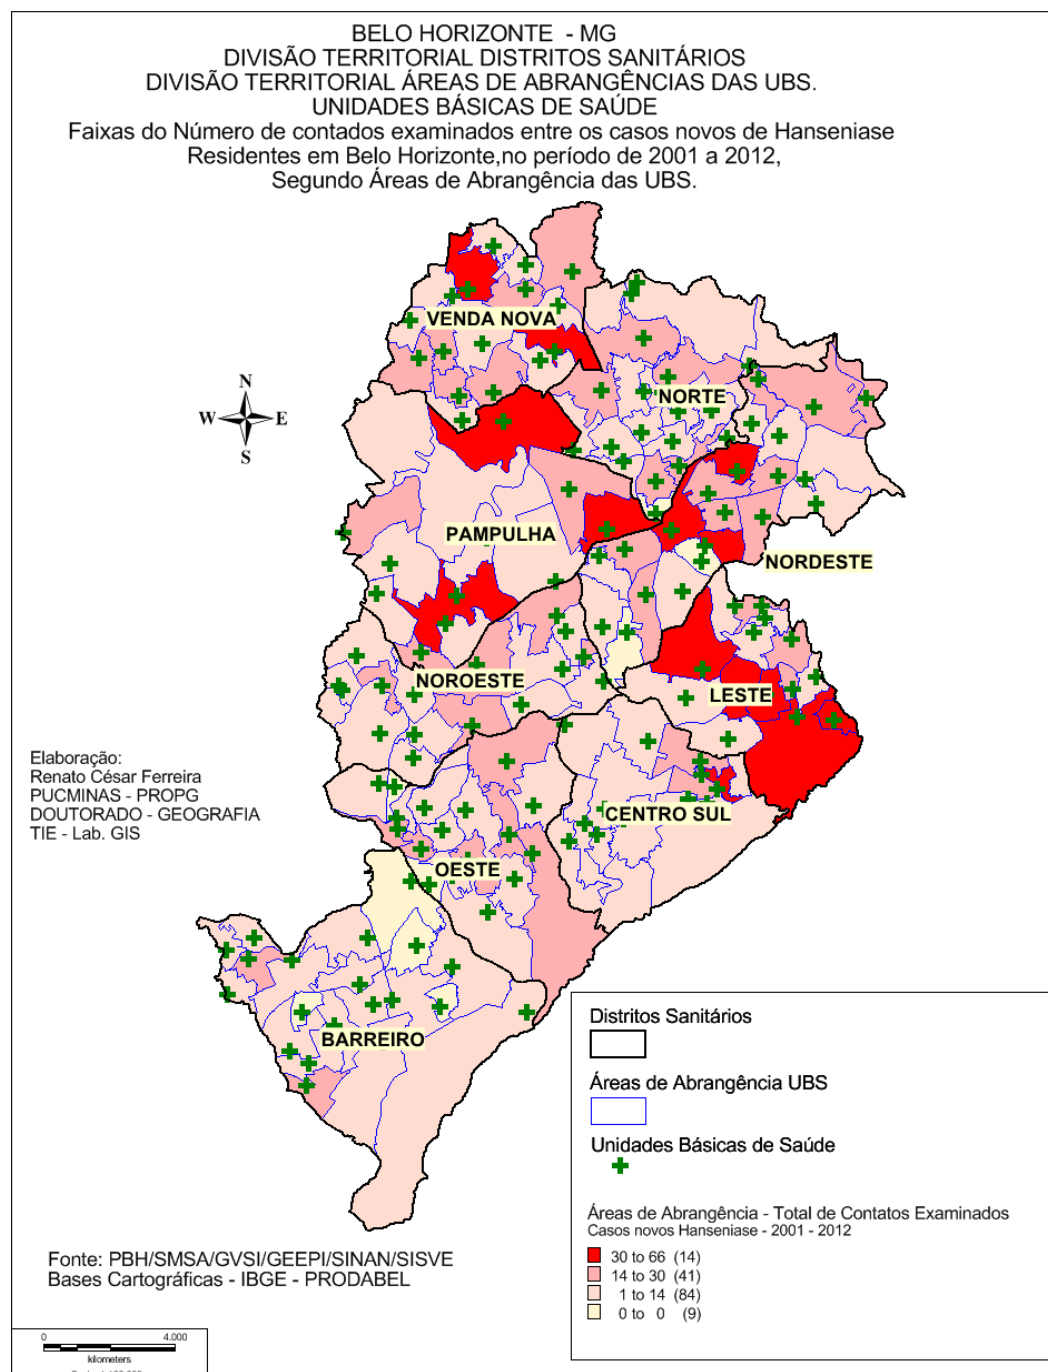 BELO HORIZONTE - MG
DIVISÃO TERRITORIAL DISTRITOS SANITÁRIOS
DIVISÃO TERRITORIAL ÁREAS DE ABRANGÊNCIAS DAS UBS.
UNIDADES BÁSICAS DE SAÚDE
Faixas do Número de contados examinados entre os casos novos de Hanseniase
Residentes em Belo Horizonte,no período de 2001 a 2012,
Segundo Áreas de Abrangência das UBS.
VENDA NOVA
NORTE
N
W E
S
PAMPULHA
NORDESTE
NOROESTE
LESTE
Elaboração:
Renato César Ferreira
PUCMINAS - PROPG
DOUTORADO - GEOGRAFIA
TIE - Lab. GIS
CENTRO SUL
OESTE
BARREIRO
Distritos Sanitários
Áreas de Abrangência UBS
Unidades Básicas de Saúde
Áreas de Abrangência - Total de Contatos Examinados
Casos novos Hanseniase - 2001 - 2012
30 to 66 (14)
14 to 30 (41)
1 to 14 (84)
0 to 0 (9)
Fonte: PBH/SMSA/GVSI/GEEPI/SINAN/SISVE
Bases Cartográficas - IBGE - PRODABEL
0 4.000
kilometers